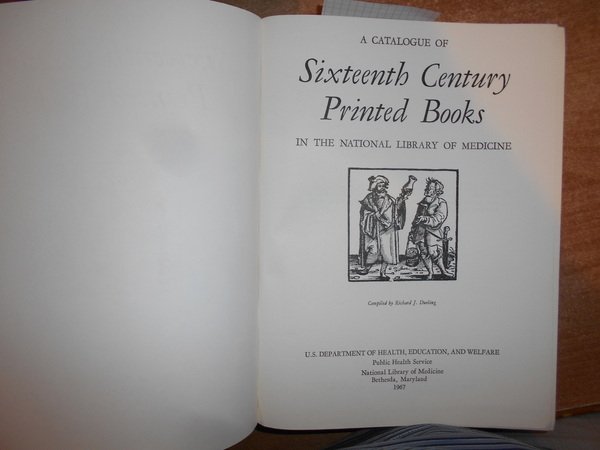 A CATALOGUE OF
Sixteenth Century
Printed Books
IN THE NATIONAL LIBRARY OF MEDICINE
Compiled by Richard J. Durling
U.S. DEPARTMENT OF HEALTH, EDUCATION, AND WELFARE
Public Health Service
National Library of Medicine
Bethesda, Maryland
1967